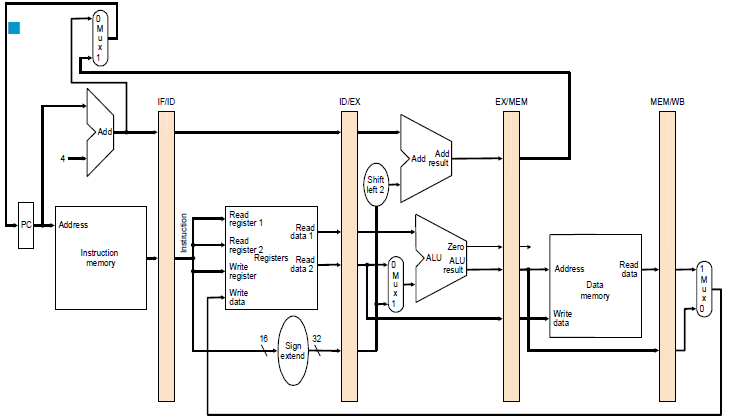 0
M
u
x
1
IF/ID
ID/EX
EX/MEM
MEM/WB
Add
4
Add
Add
result
Shift
left 2
PC
Address
Instruction
memory
Instruction
Read
register 1
Read
register 2
Registers
Write
register
Write
data
Read
data 1
Read
data 2
0
M
u
x
1
Zero
ALU
ALU
result
Address
Read
data
Data
memory
Write
data
1
M
u
x
0
16
Sign
extend
32